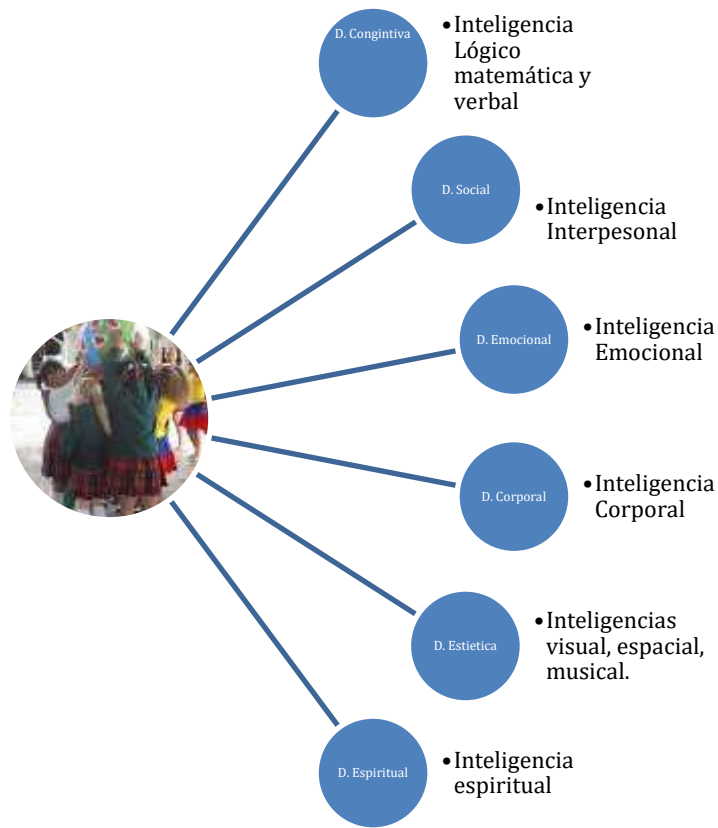 D. Congintiva
•Inteligencia
Lógico
matemática y
verbal
D. Social
•Inteligencia
Interpesonal
D. Emocional
•Inteligencia
Emocional
D. Corporal
•Inteligencia
Corporal
D. Estietica
•Inteligencias
visual, espacial,
musical.
D. Espiritual
•Inteligencia
espiritual